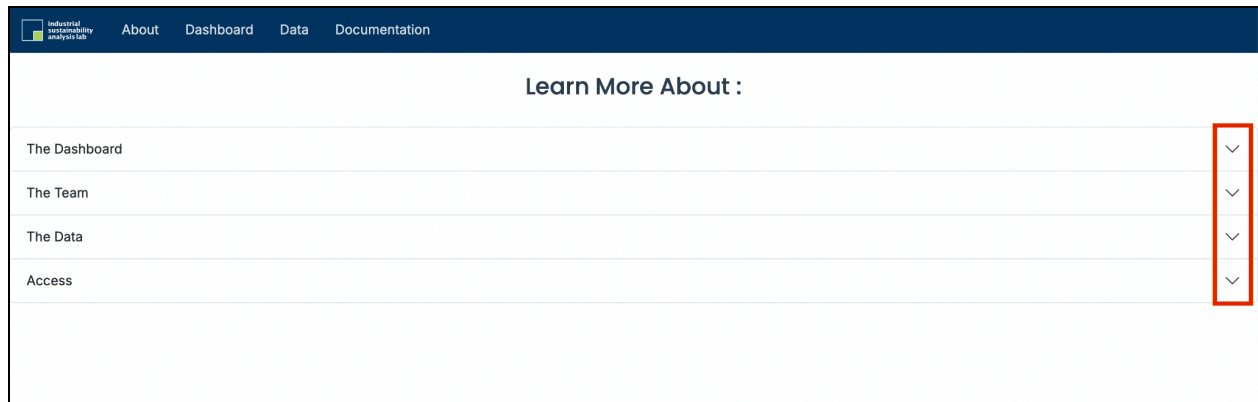 industrial
sustainability
analysis lab
About Dashboard Data Documentation
Learn More About :
The Dashboard
The Team
The Data
Access